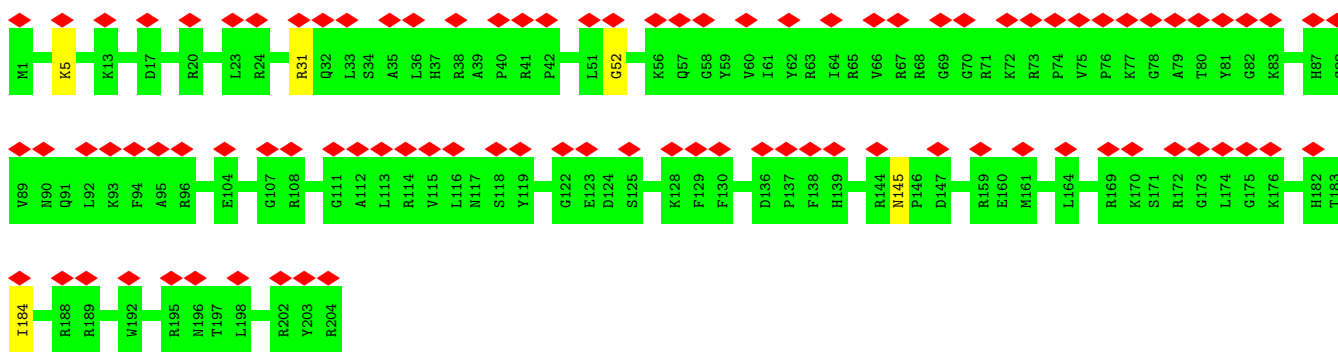 M1 K5 K13 D17 R20 L23 R24 R31 Q32 L33 S34 A35 L36 H37 R38 A39 P40 R41 P42 L51 G52 K56 Q57 G58 Y59 V60 I61 Y62 R63 I64 R65 V66 R67 R68 G69 G70 R71 K72 R73 P74 V75 P76 K77 G78 A79 T80 Y81 G82 K83 H87
V89 N90 Q91 L92 K93 F94 A95 R96 E104 G107 R108 G111 A112 L113 R114 V115 L116 N117 S118 Y119 G122 E123 D124 S125 K128 F129 F130 D136 P137 F138 H139 R144 N145 P146 D147 R159 E160 M161 L164 R169 K170 S171 R172 G173 L174 G175 K176 H182 T183
I184 R188 R189 W192 R195 N196 T197 L198 R202 Y203 R204